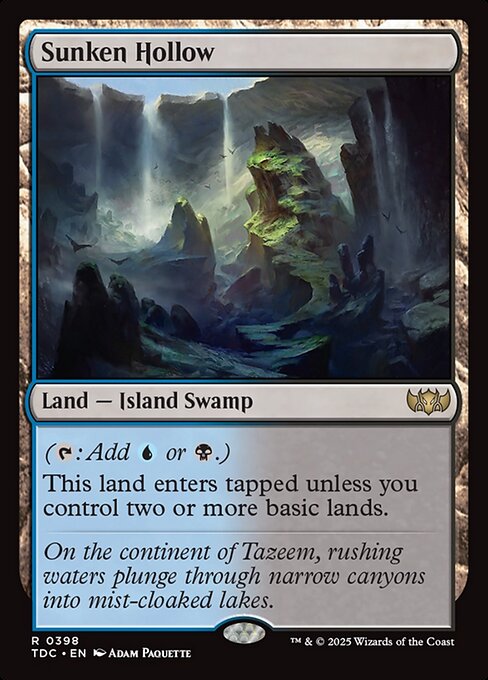 Sunken Hollow
Land — Island Swamp
(: Add  or .)
This land enters tapped unless you
control two or more basic lands.
On the continent of Tazeem, rushing
waters plunge through narrow canyons
into mist-cloaked lakes.
R 0398
TDC • EN Adam Paquette
™ & © 2025 Wizards of the Coast